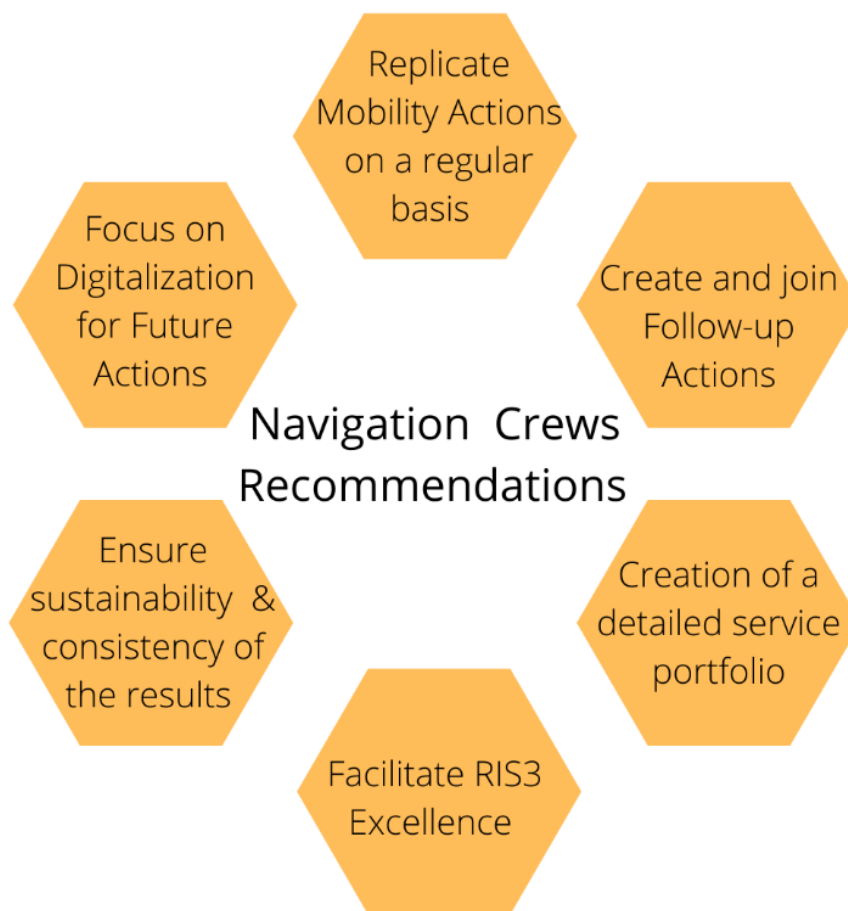 Replicate
Mobility Actions
on a regular
basis
Focus on
Digitalization
for Future
Actions
Create and join
Follow-up
Actions
Navigation Crews
Recommendations
Ensure
sustainability &
consistency of
the results
Creation of a
detailed service
portfolio
Facilitate RIS3
Excellence